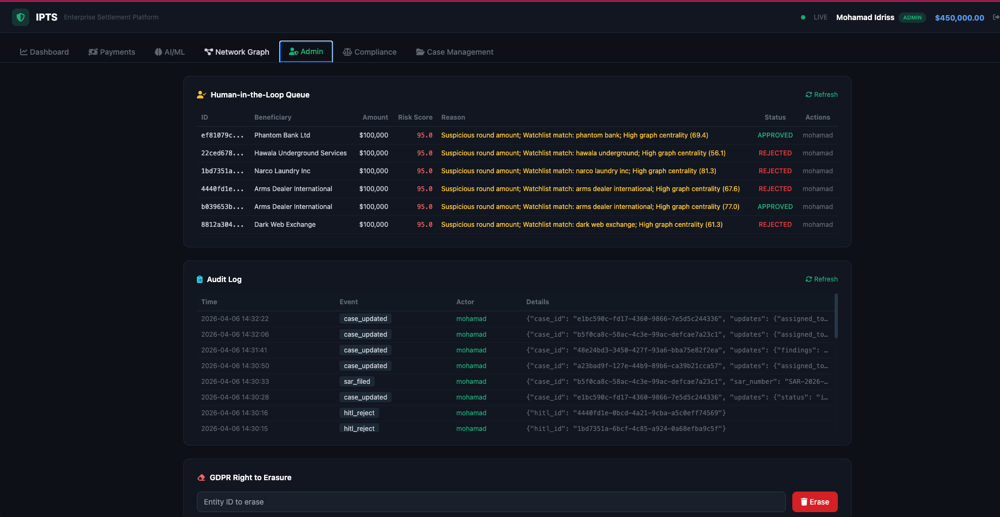 IPTS Enterprise Settlement Platform LIVE Mohamad Idriss ADMIN $450,000.00
Dashboard Payments AI/ML Network Graph Admin Compliance Case Management
Human-in-the-Loop Queue Refresh
ID Beneficiary Amount Risk Score Reason Status Actions
ef81079c... Phantom Bank Ltd $100,000 95.0 Suspicious round amount; Watchlist match: phantom bank; High graph centrality (69.4) APPROVED mohamad
22ced678... Hawala Underground Services $100,000 95.0 Suspicious round amount; Watchlist match: hawala underground; High graph centrality (56.1) REJECTED mohamad
1bd7351a... Narco Laundry Inc $100,000 95.0 Suspicious round amount; Watchlist match: narco laundry inc; High graph centrality (81.3) REJECTED mohamad
4440fd1e... Arms Dealer International $100,000 95.0 Suspicious round amount; Watchlist match: arms dealer international; High graph centrality (67.6) REJECTED mohamad
b039653b... Arms Dealer International $100,000 95.0 Suspicious round amount; Watchlist match: arms dealer international; High graph centrality (77.0) APPROVED mohamad
8812a304... Dark Web Exchange $100,000 95.0 Suspicious round amount; Watchlist match: dark web exchange; High graph centrality (61.3) REJECTED mohamad
Audit Log Refresh
Time Event Actor Details
2026-04-06 14:32:22 case_updated mohamad {"case_id": "e1bc590c-fd17-4360-9866-7e5d5c244336", "updates": {"assigned_to…
2026-04-06 14:32:06 case_updated mohamad {"case_id": "b5f0ca8c-58ac-4c3e-99ac-defcae7a23c1", "updates": {"assigned_to…
2026-04-06 14:31:41 case_updated mohamad {"case_id": "48e24bd3-3450-427f-93a6-bba75e82f2ea", "updates": {"findings": …
2026-04-06 14:30:50 case_updated mohamad {"case_id": "a23bad9f-127e-44b9-89b6-ca39b21cca57", "updates": {"assigned_to…
2026-04-06 14:30:33 sar_filed mohamad {"case_id": "b5f0ca8c-58ac-4c3e-99ac-defcae7a23c1", "sar_number": "SAR-2026-…
2026-04-06 14:30:28 case_updated mohamad {"case_id": "e1bc590c-fd17-4360-9866-7e5d5c244336", "updates": {"status": "i…
2026-04-06 14:30:16 hitl_reject mohamad {"hitl_id": "4440fd1e-0bcd-4a21-9cba-a5c0eff74569"}
2026-04-06 14:30:15 hitl_reject mohamad {"hitl_id": "1bd7351a-6bcf-4c85-a924-0a68efba9c5f"}
GDPR Right to Erasure
Entity ID to erase Erase